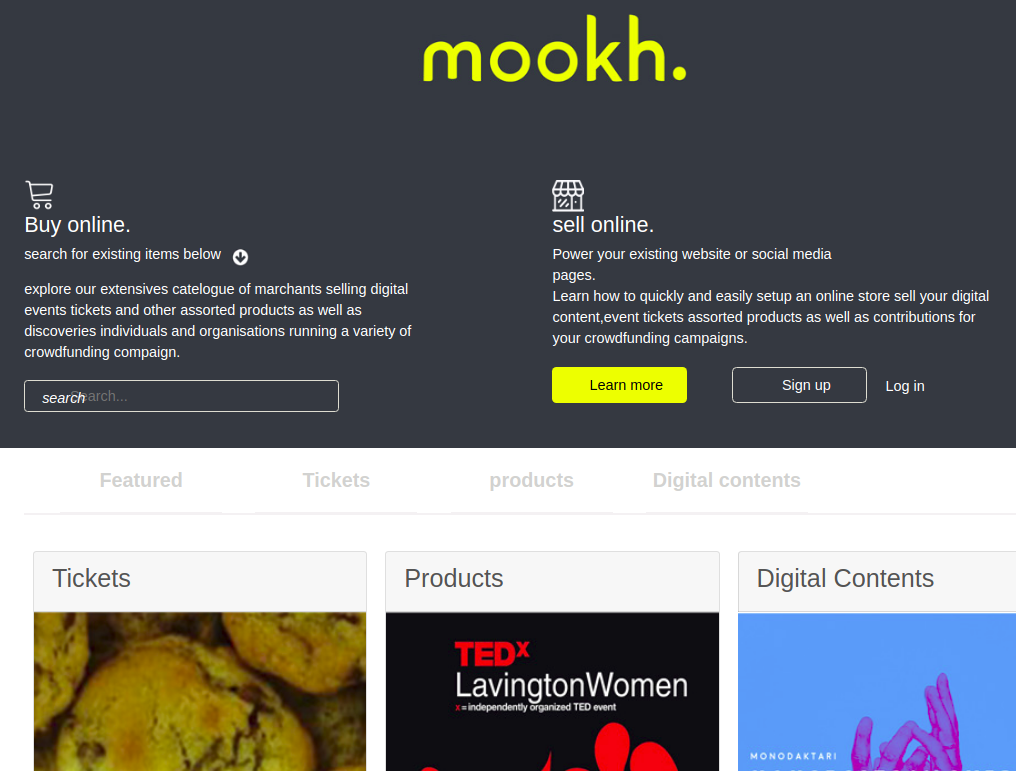 mookh.
Buy online.
search for existing items below
explore our extensives catelogue of marchants selling digital
events tickets and other assorted products as well as
discoveries individuals and organisations running a variety of
crowdfunding compaign.
search Search...
sell online.
Power your existing website or social media
pages.
Learn how to quickly and easily setup an online store sell your digital
content,event tickets assorted products as well as contributions for
your crowdfunding campaigns.
Learn more Sign up Log in
Featured Tickets products Digital contents
Tickets
Products
TEDx
LavingtonWomen
x = independently organized TED event
Digital Contents
MONODAKTARI